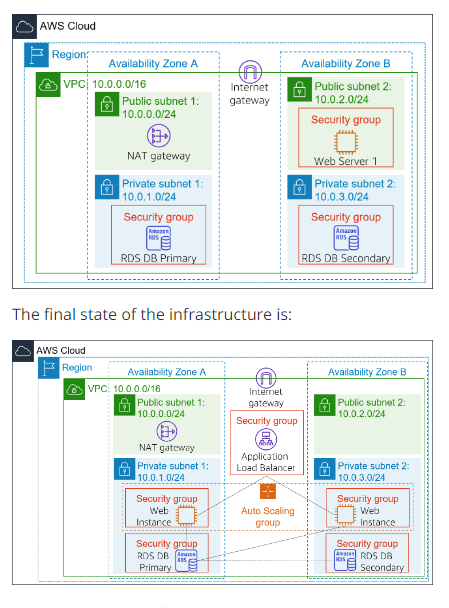 AWS Cloud
Region
Availability Zone A
Availability Zone B
Internet
gateway
VPC: 10.0.0.0/16
Public subnet 1:
10.0.0.0/24
NAT gateway
Public subnet 2:
10.0.2.0/24
Security group
Web Server 1
Private subnet 1:
10.0.1.0/24
Security group
Amazon
RDS
RDS DB Primary
Private subnet 2:
10.0.3.0/24
Security group
Amazon
RDS
RDS DB Secondary
The final state of the infrastructure is:
AWS Cloud
Region
Availability Zone A
Availability Zone B
Internet
gateway
VPC: 10.0.0.0/16
Public subnet 1:
10.0.0.0/24
NAT gateway
Security group
Application
Load Balancer
Public subnet 2:
10.0.2.0/24
Private subnet 1:
10.0.1.0/24
Security group
Web
Instance
Auto Scaling
group
Private subnet 2:
10.0.3.0/24
Security group
Web
Instance
Security group
RDS DB
Primary
Amazon
RDS
Security group
Amazon
RDS
RDS DB
Secondary